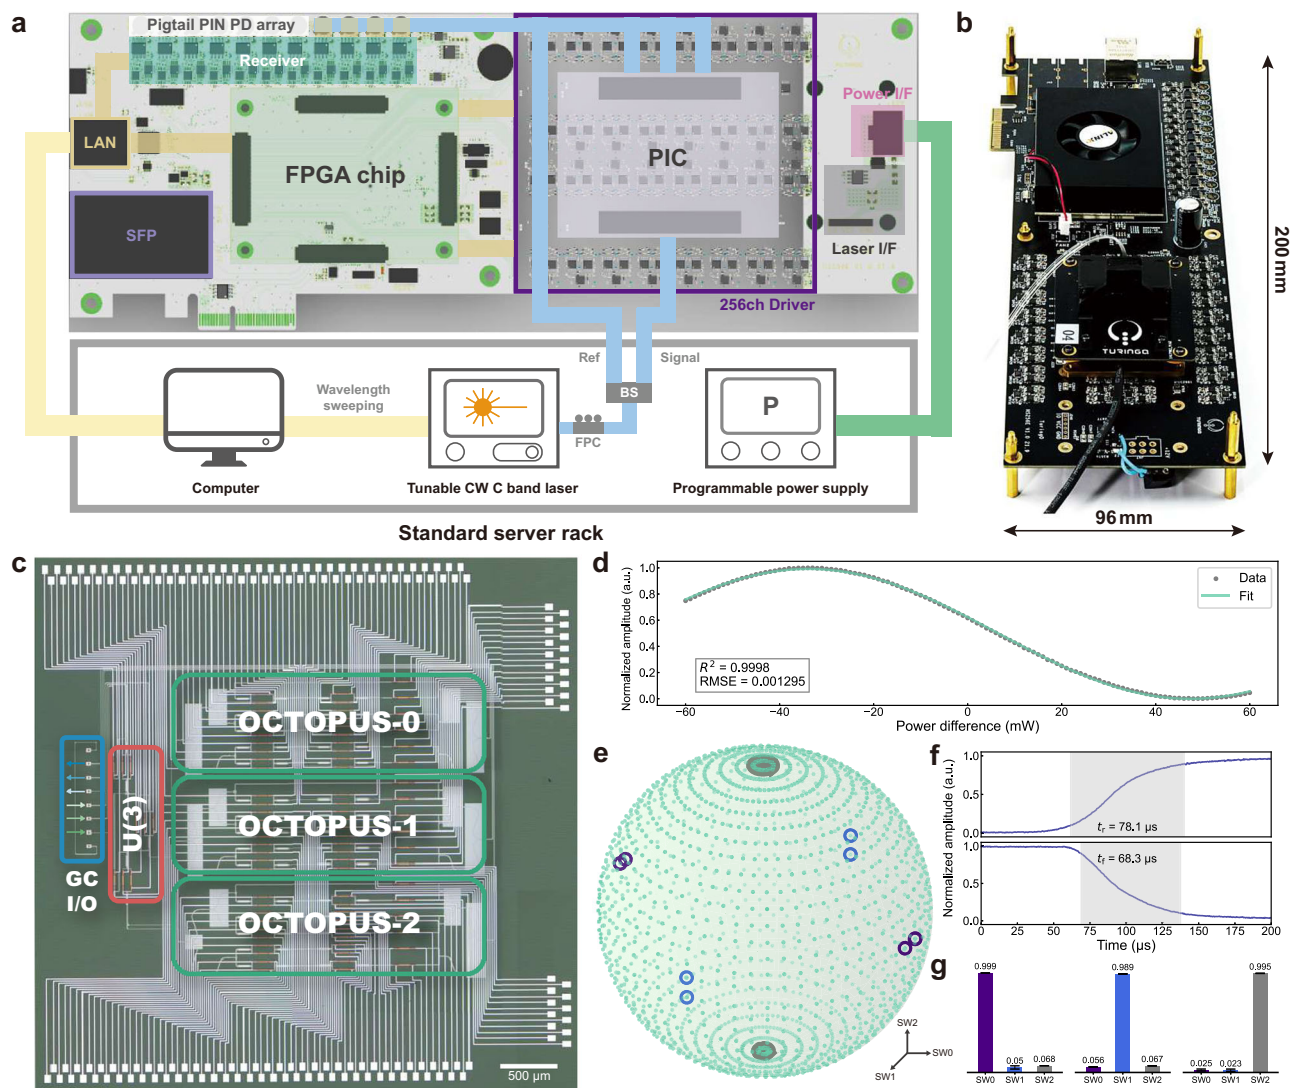 a
Pigtail PIN PD array
Receiver
LAN
SFP
FPGA chip
PIC
Power I/F
Laser I/F
256ch Driver
Ref
Signal
BS
Wavelength
sweeping
FPC
P
Computer
Tunable CW C band laser
Programmable power supply
Standard server rack
b
ALINX
04
TURINGQ
200 mm
96 mm
c
OCTOPUS-0
OCTOPUS-1
OCTOPUS-2
U(3)
GC
I/O
500 µm
d
Normalized amplitude (a.u.)
1.0
0.8
0.6
0.4
0.2
0.0
R² = 0.9998
RMSE = 0.001295
Data
Fit
−60
−40
−20
0
20
40
60
Power difference (mW)
e
SW2
SW0
SW1
f
Normalized amplitude (a.u.)
1.0
0.5
0.0
tr = 78.1 µs
1.0
0.5
0.0
tf = 68.3 µs
0
25
50
75
100
125
150
175
200
Time (µs)
g
0.999
0.05
0.068
SW0
SW1
SW2
0.056
0.989
0.067
SW0
SW1
SW2
0.025
0.023
0.995
SW0
SW1
SW2